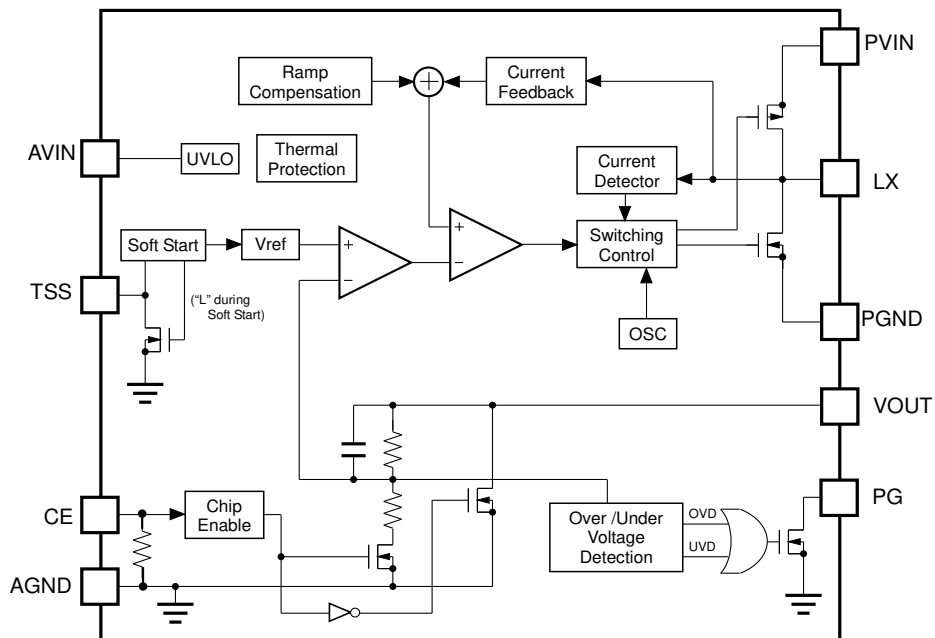 PVIN
Ramp
Compensation
+
Current
Feedback
AVIN
UVLO
Thermal
Protection
Current
Detector
LX
Soft Start
Vref
+
−
+
−
Switching
Control
TSS
("L" during
Soft Start)
OSC
PGND
VOUT
CE
Chip
Enable
PG
Over /Under
Voltage
Detection
OVD
UVD
AGND